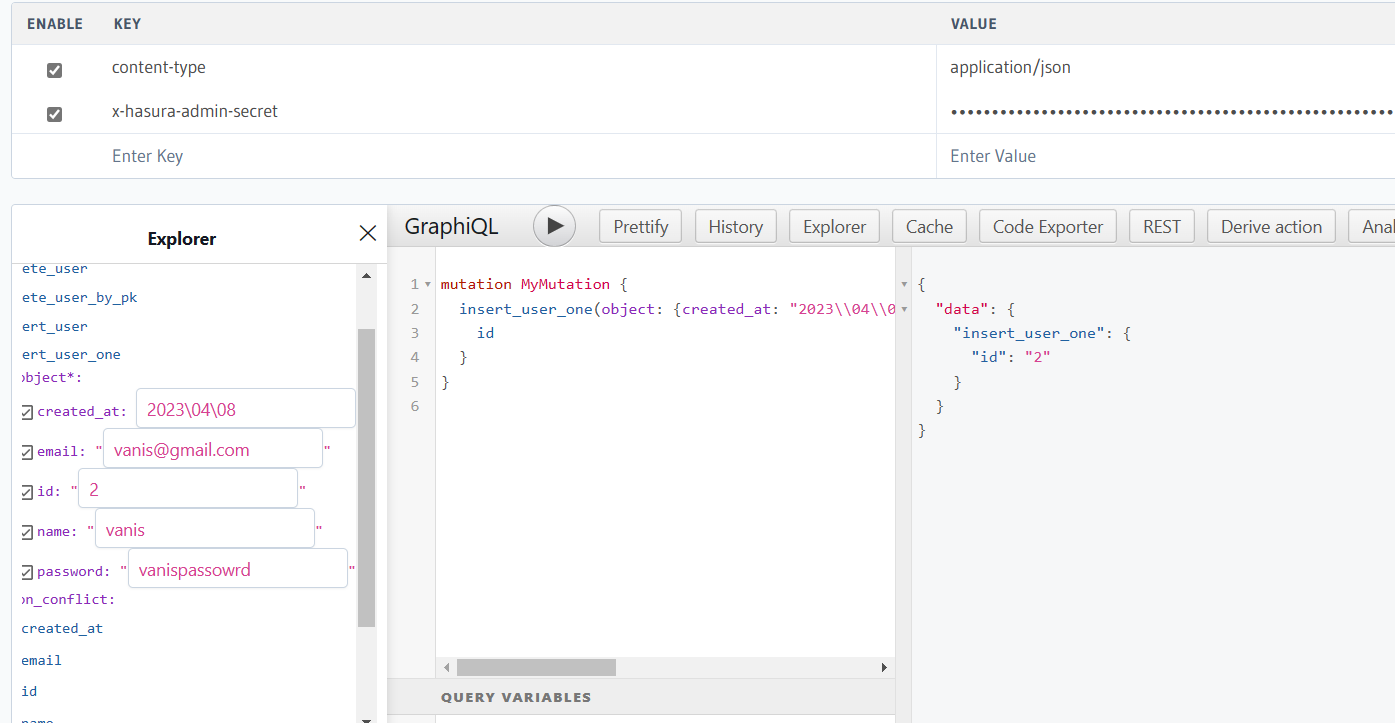 ENABLE KEY VALUE
content-type application/json
x-hasura-admin-secret ••••••••••••••••••••••••••••••••••••••••••••••••••••••
Enter Key Enter Value
Explorer
ete_user
ete_user_by_pk
ert_user
ert_user_one
object*:
created_at: 2023\04\08
email: "vanis@gmail.com"
id: "2"
name: "vanis"
password: "vanispassowrd"
on_conflict:
created_at
email
id
name
GraphiQL Prettify History Explorer Cache Code Exporter REST Derive action Anal
1 mutation MyMutation {
2 insert_user_one(object: {created_at: "2023\\04\\0
3 id
4 }
5 }
6
QUERY VARIABLES
{
"data": {
"insert_user_one": {
"id": "2"
}
}
}